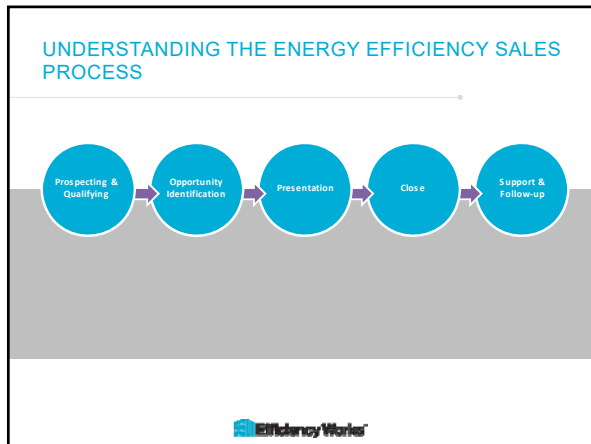 UNDERSTANDING THE ENERGY EFFICIENCY SALES
PROCESS
Prospecting &
Qualifying
Opportunity
Identification
Presentation
Close
Support &
Follow-up
Efficiency Works